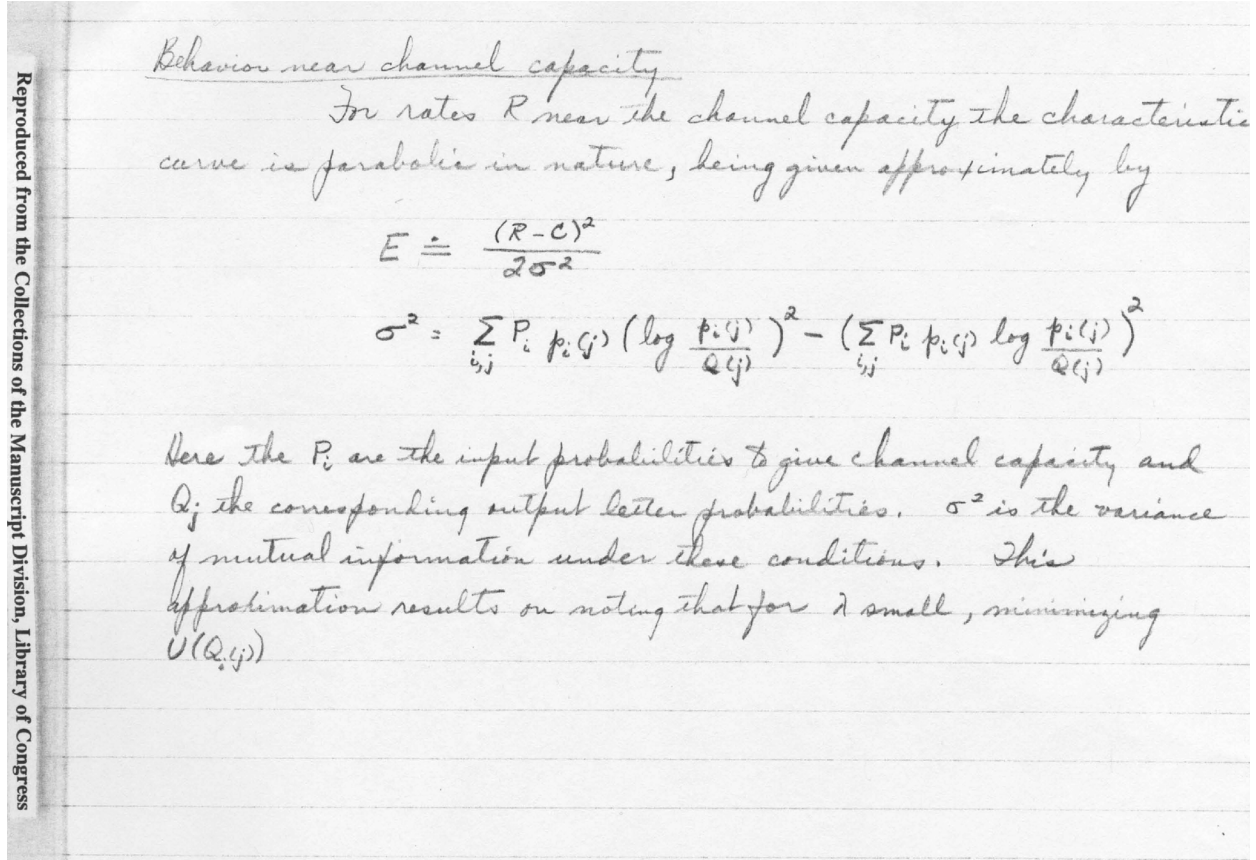 Behavior near channel capacity
For rates R near the channel capacity the characteristic
curve is parabolic in nature, being given approximately by
E ≐ (R-C)² / 2σ²
σ² = Σ_{i,j} P_i p_i(j) (log p_i(j)/Q(j))² - (Σ_{i,j} P_i p_i(j) log p_i(j)/Q(j))²
Here the P_i are the input probabilities to give channel capacity and
Q_j the corresponding output letter probabilities. σ² is the variance
of mutual information under these conditions. This
approximation results on noting that for λ small, minimizing
U(Q_i(j))
Reproduced from the Collections of the Manuscript Division, Library of Congress